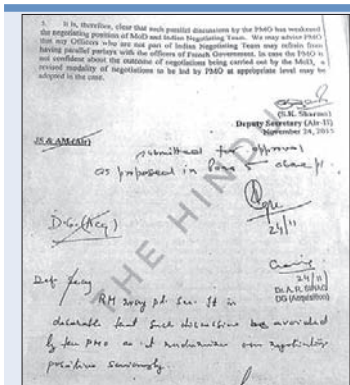 5. It is, therefore, clear that such parallel discussions by the PMO has weakened
the negotiating position of MoD and Indian Negotiating Team. We may advise PMO
that any Officers who are not part of Indian Negotiating Team may refrain from
having parallel parleys with the officers of French Government. In case the PMO is
not confident about the outcome of negotiations being carried out by the MoD, a
revised modality of negotiations to be led by PMO at appropriate level may be
adopted in the case.
(S.K. Sharma)
Deputy Secretary (Air-II)
November 24, 2015
JS & AM (Air)
submitted for approval
as proposed in Para 5 above pl.
24/11
D.G. (Acq)
24/11
Dr. A. R. SIHAG
DG (Acquisition)
Def Secy
RM may pl. see. It is
desirable that such discussions be avoided
by the PMO as it undermines our negotiating
position seriously.
THE HINDU